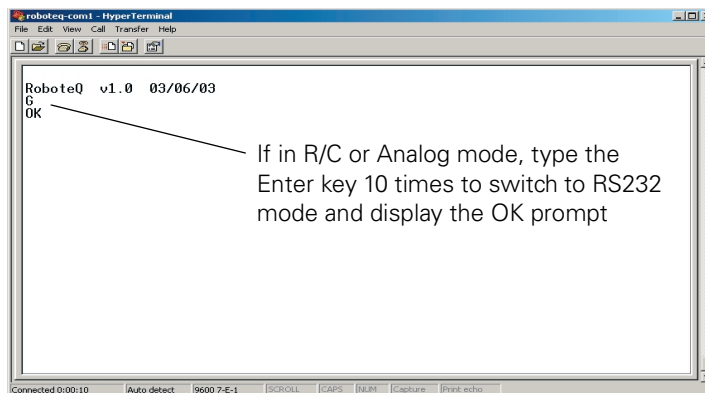 roboteq-com1 - HyperTerminal
File Edit View Call Transfer Help
RoboteQ v1.0 03/06/03
G
OK
If in R/C or Analog mode, type the
Enter key 10 times to switch to RS232
mode and display the OK prompt
Connected 0:00:10 Auto detect 9600 7-E-1 SCROLL CAPS NUM Capture Print echo